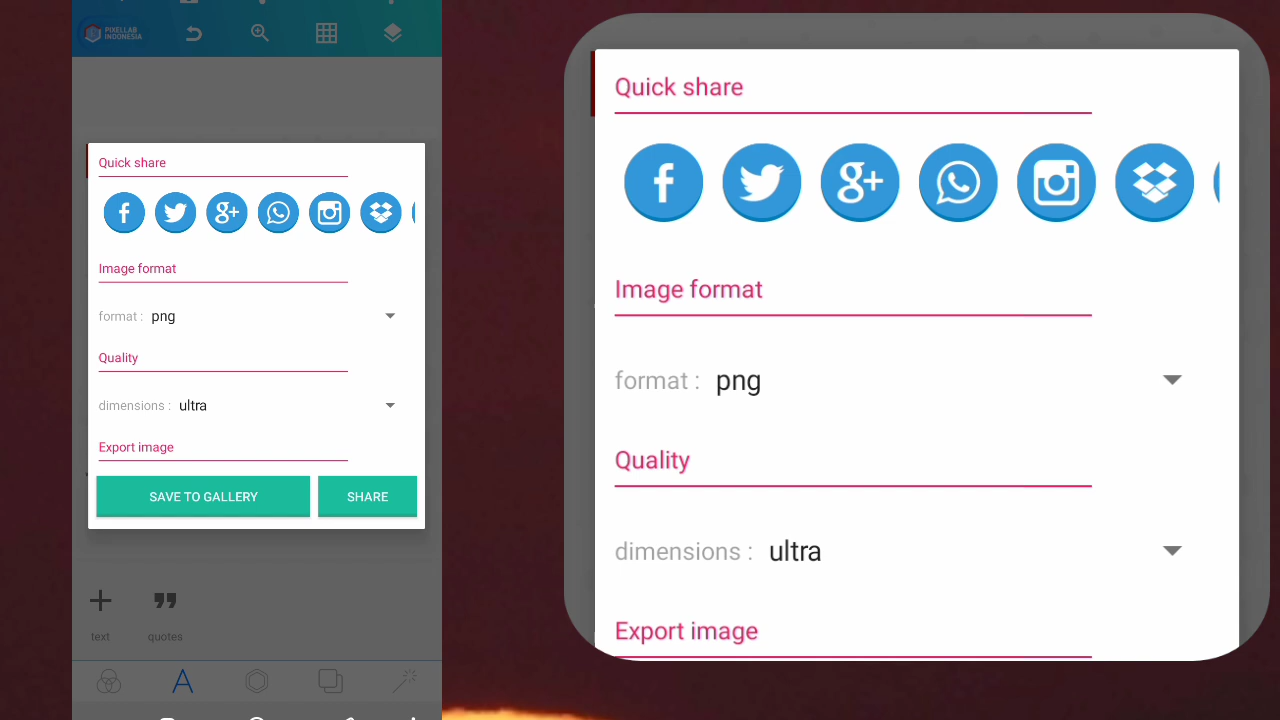 PIXELLAB
INDONESIA
Quick share
Image format
format : png
Quality
dimensions : ultra
Export image
SAVE TO GALLERY
SHARE
text
quotes
Quick share
Image format
format : png
Quality
dimensions : ultra
Export image